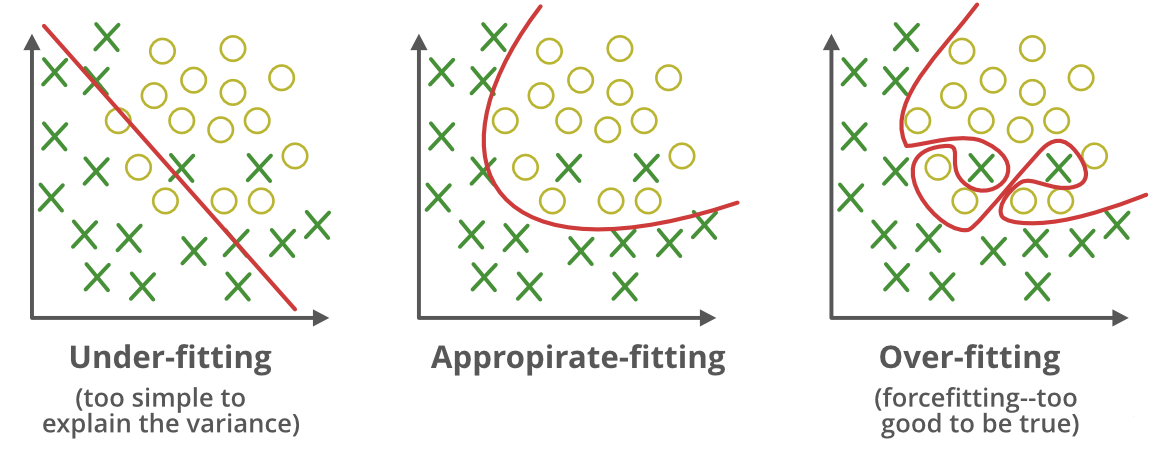 Under-fitting
(too simple to
explain the variance)
Appropirate-fitting
Over-fitting
(forcefitting--too
good to be true)